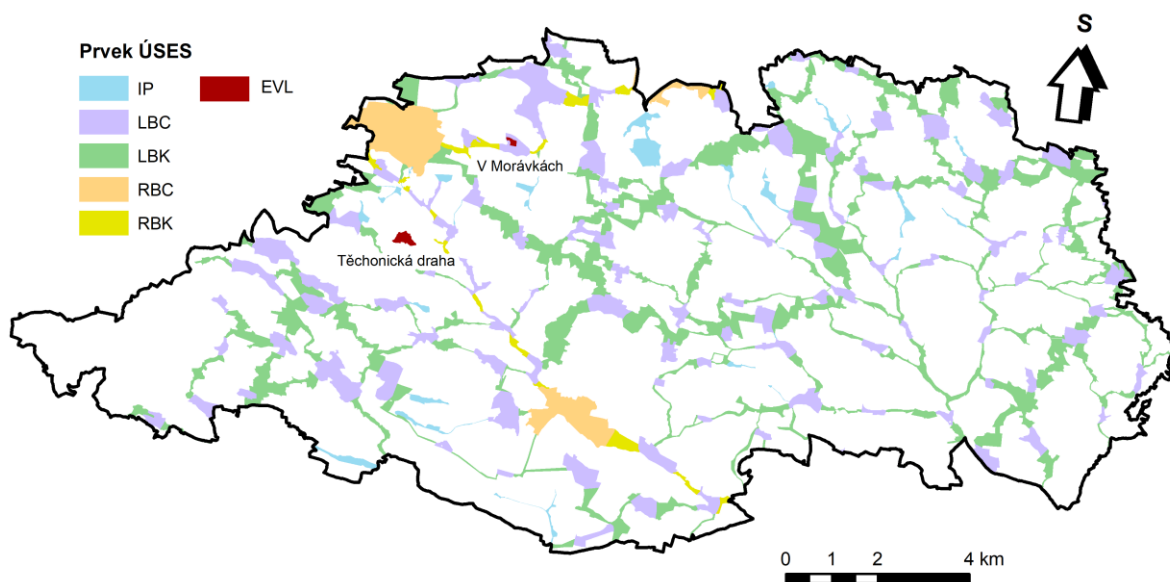 Prvek ÚSES
IP
LBC
LBK
RBC
RBK
EVL
S
V Morávkách
Těchonická draha
0 1 2 4 km